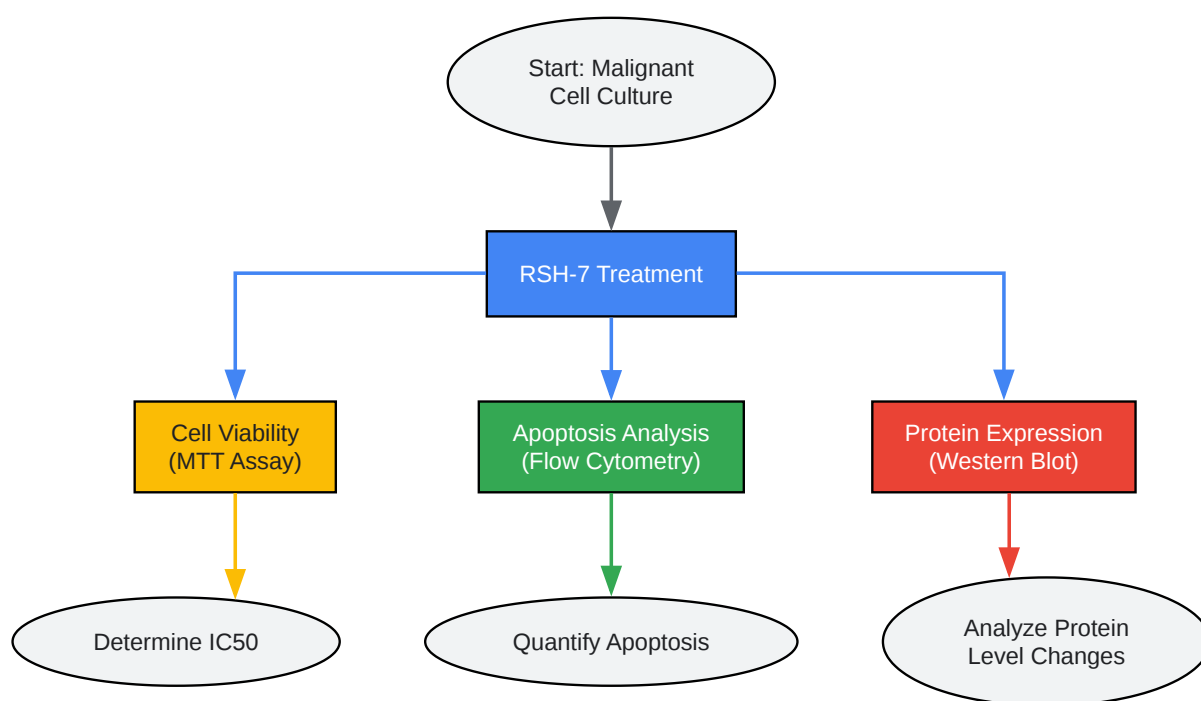 Start: Malignant
Cell Culture
RSH-7 Treatment
Cell Viability
(MTT Assay)
Apoptosis Analysis
(Flow Cytometry)
Protein Expression
(Western Blot)
Determine IC50
Quantify Apoptosis
Analyze Protein
Level Changes